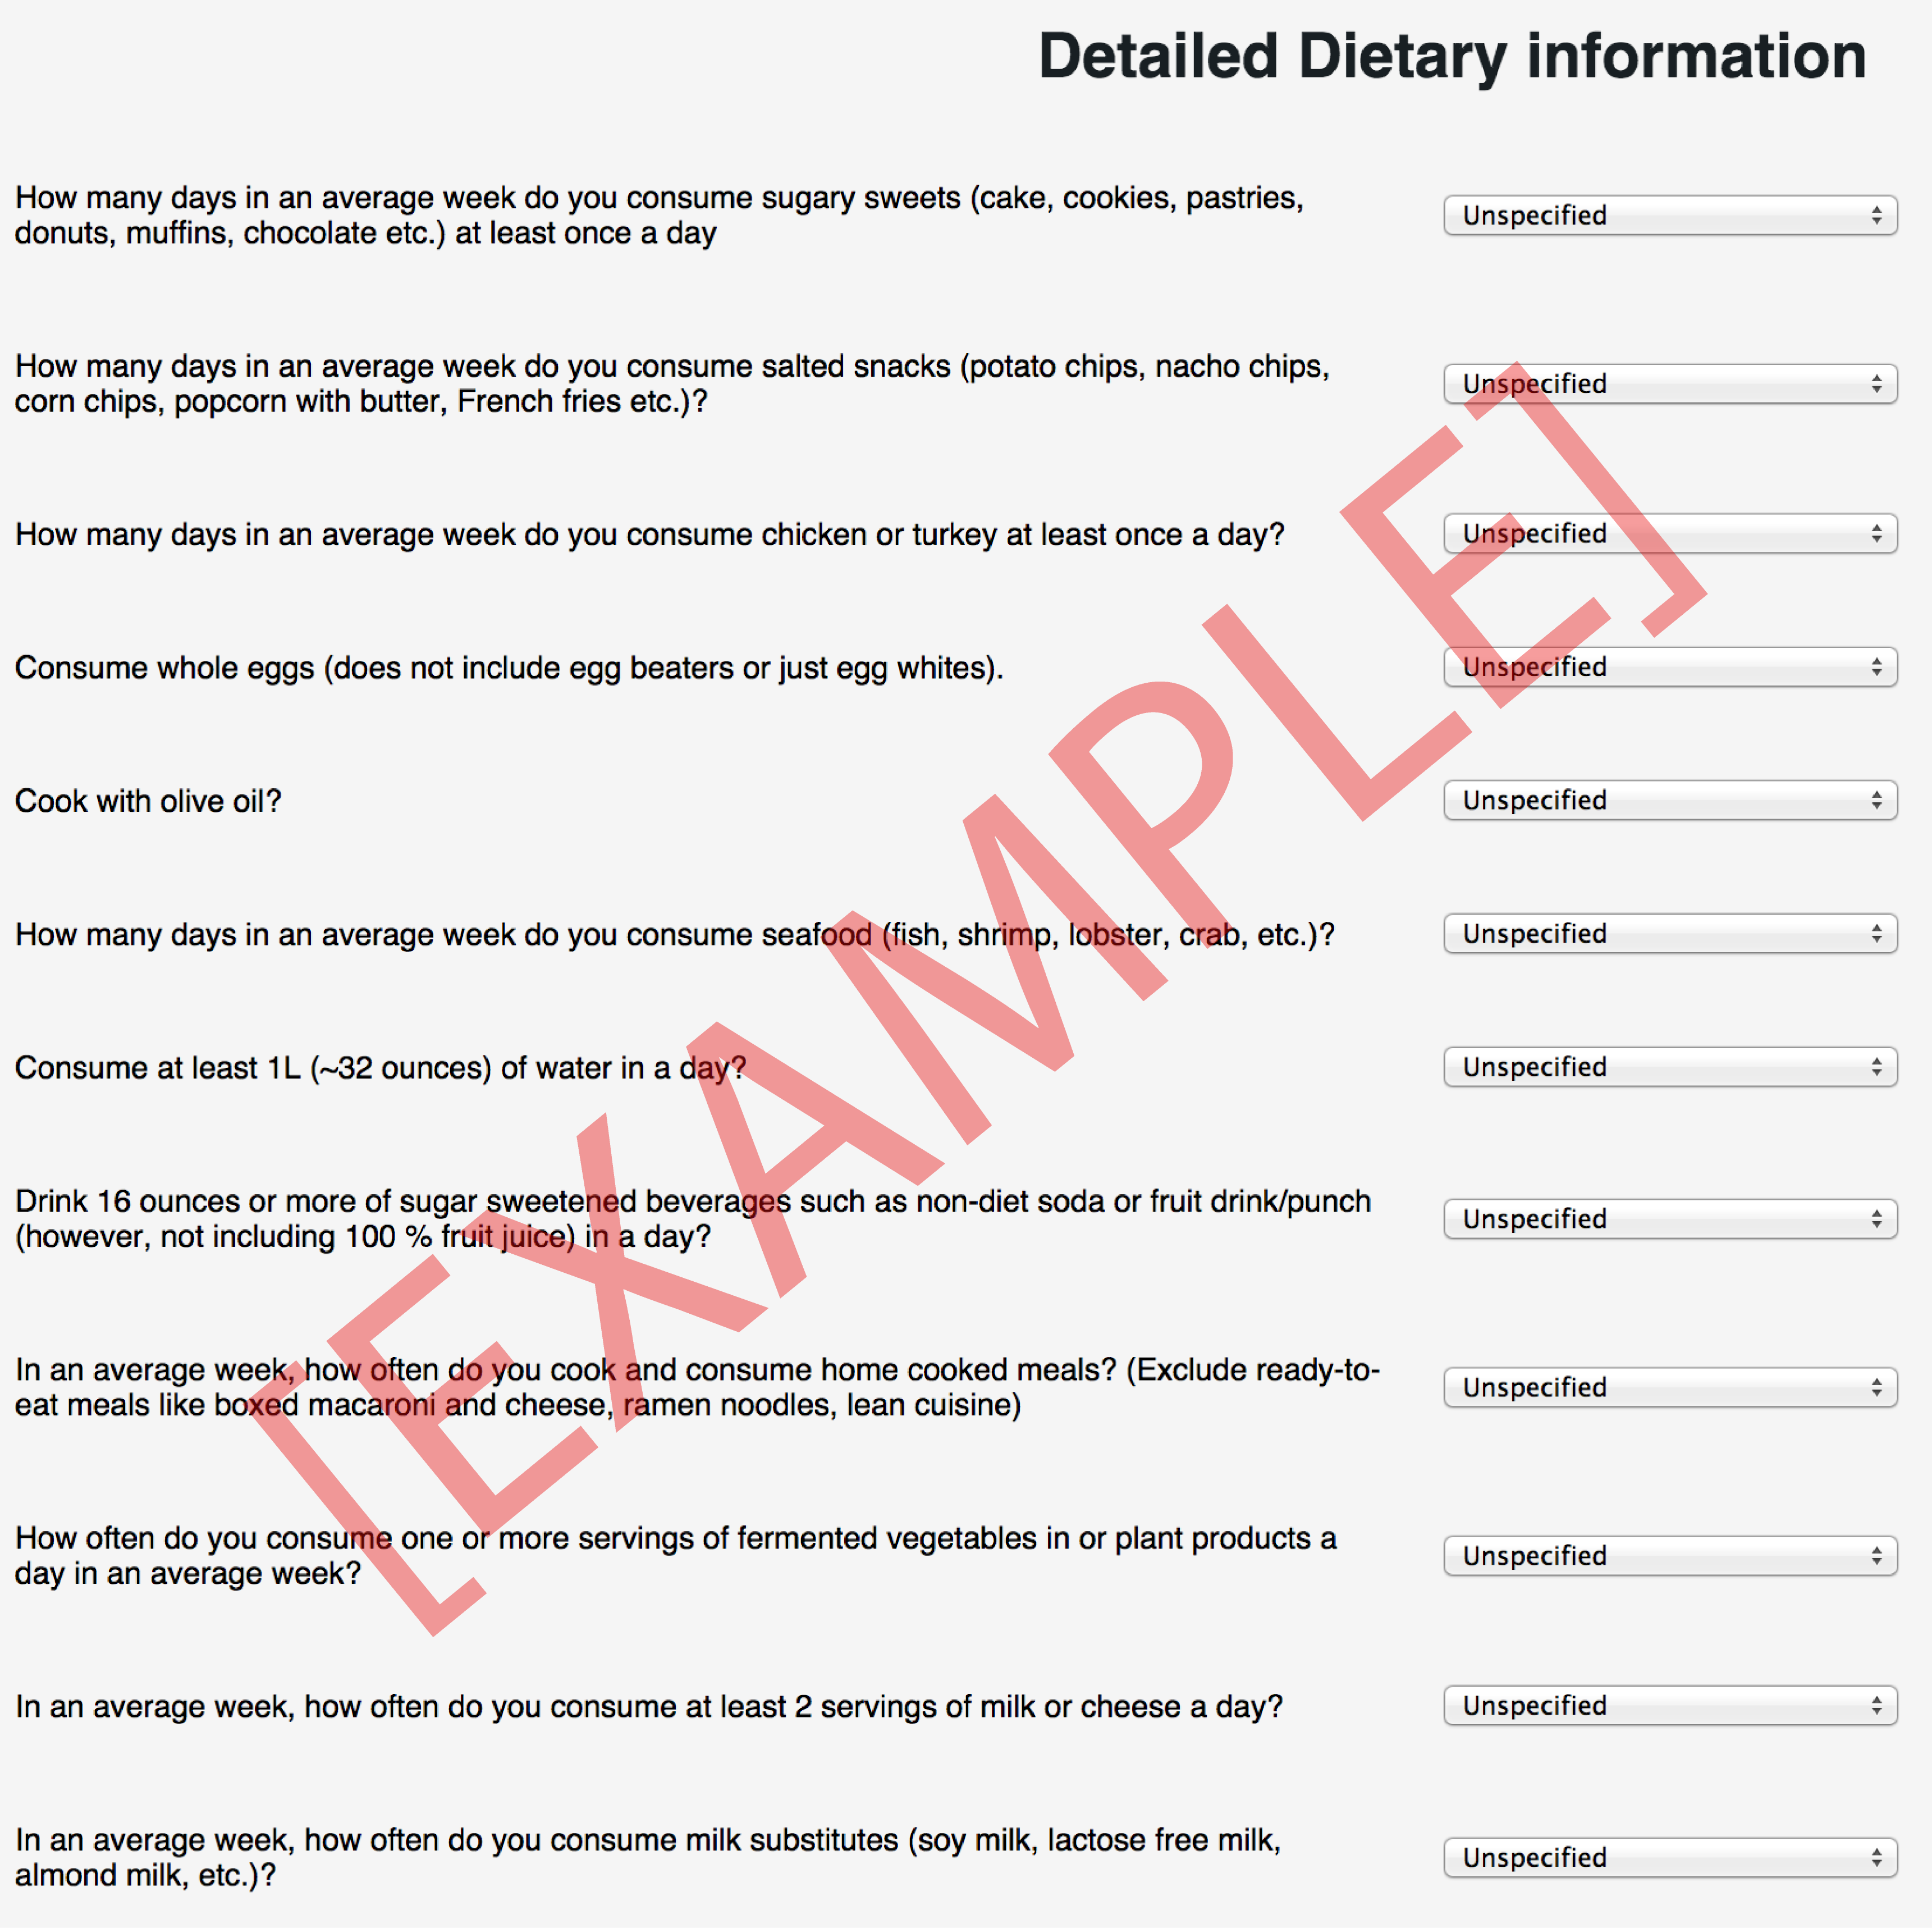 Detailed Dietary information
How many days in an average week do you consume sugary sweets (cake, cookies, pastries,
donuts, muffins, chocolate etc.) at least once a day
Unspecified
How many days in an average week do you consume salted snacks (potato chips, nacho chips,
corn chips, popcorn with butter, French fries etc.)?
Unspecified
How many days in an average week do you consume chicken or turkey at least once a day?
Unspecified
Consume whole eggs (does not include egg beaters or just egg whites).
Unspecified
Cook with olive oil?
Unspecified
How many days in an average week do you consume seafood (fish, shrimp, lobster, crab, etc.)?
Unspecified
Consume at least 1L (~32 ounces) of water in a day?
Unspecified
Drink 16 ounces or more of sugar sweetened beverages such as non-diet soda or fruit drink/punch
(however, not including 100 % fruit juice) in a day?
Unspecified
In an average week, how often do you cook and consume home cooked meals? (Exclude ready-to-
eat meals like boxed macaroni and cheese, ramen noodles, lean cuisine)
Unspecified
How often do you consume one or more servings of fermented vegetables in or plant products a
day in an average week?
Unspecified
In an average week, how often do you consume at least 2 servings of milk or cheese a day?
Unspecified
In an average week, how often do you consume milk substitutes (soy milk, lactose free milk,
almond milk, etc.)?
Unspecified
[EXAMPLE]